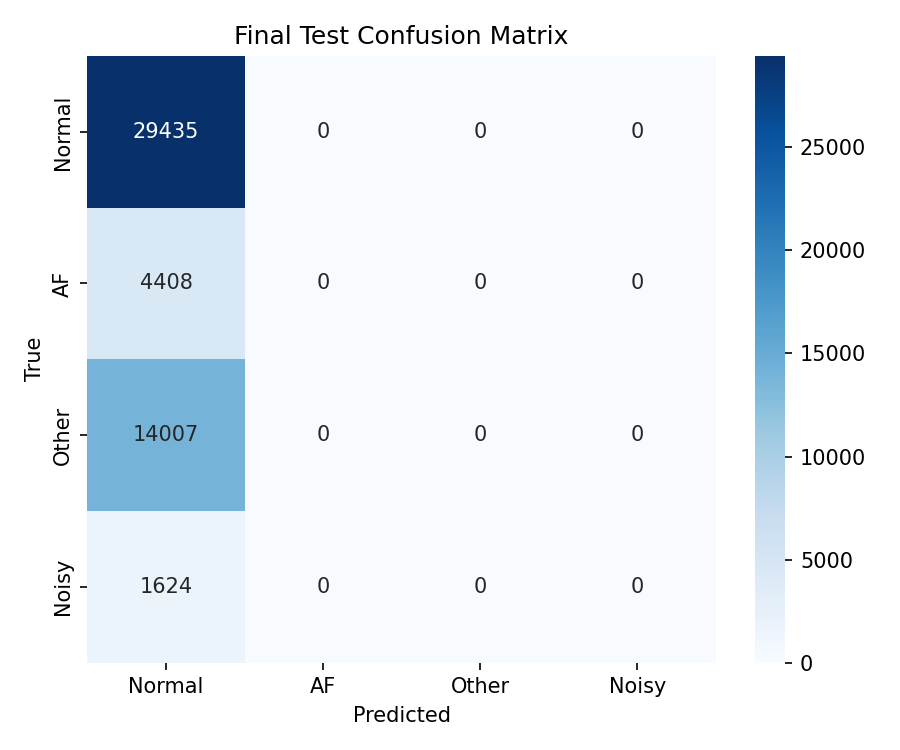 Final Test Confusion Matrix
True
Normal
29435 0 0 0
AF
4408 0 0 0
Other
14007 0 0 0
Noisy
1624 0 0 0
Normal AF Other Noisy
Predicted
25000
20000
15000
10000
5000
0